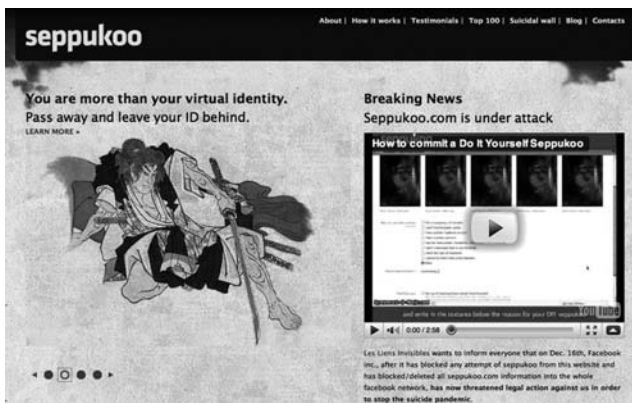 About | How it works | Testimonials | Top 100 | Suicidal wall | Blog | Contacts
seppukoo
You are more than your virtual identity.
Pass away and leave your ID behind.
LEARN MORE »
Breaking News
Seppukoo.com is under attack
How to commit a Do It Yourself Seppukoo
and write in the textarea below the reason for your DIY seppukoo
You Tube
0:00 / 2:58
Les Liens Invisibles wants to inform everyone that on Dec. 16th, Facebook
inc., after it has blocked any attempt of seppukoo from this website and
has blocked/deleted all seppukoo.com information into the whole
facebook network, has now threatened legal action against us in order
to stop the suicide pandemic.